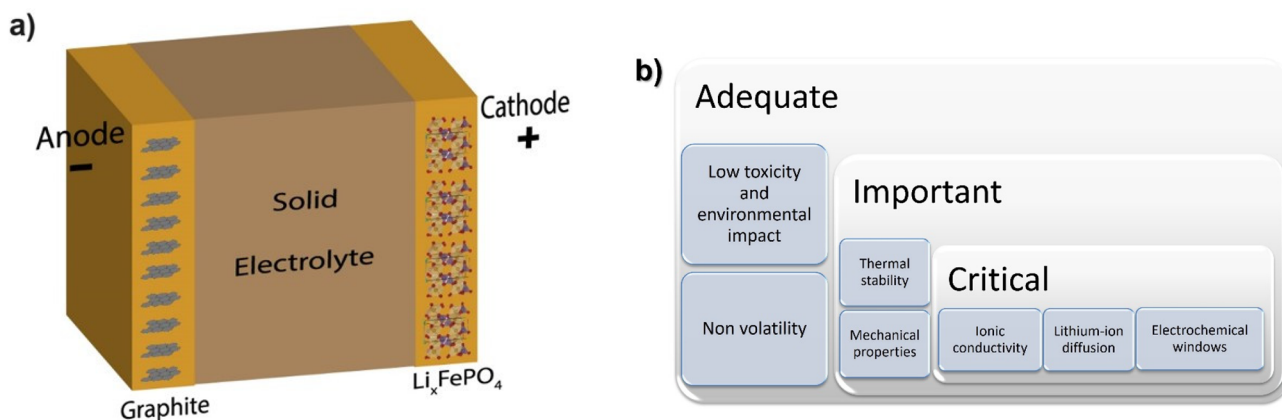 a)
Anode
-
Solid
Electrolyte
Cathode
+
Graphite
LiₓFePO₄
b)
Adequate
Low toxicity
and
environmental
impact
Non volatility
Important
Thermal
stability
Mechanical
properties
Critical
Ionic
conductivity
Lithium-ion
diffusion
Electrochemical
windows